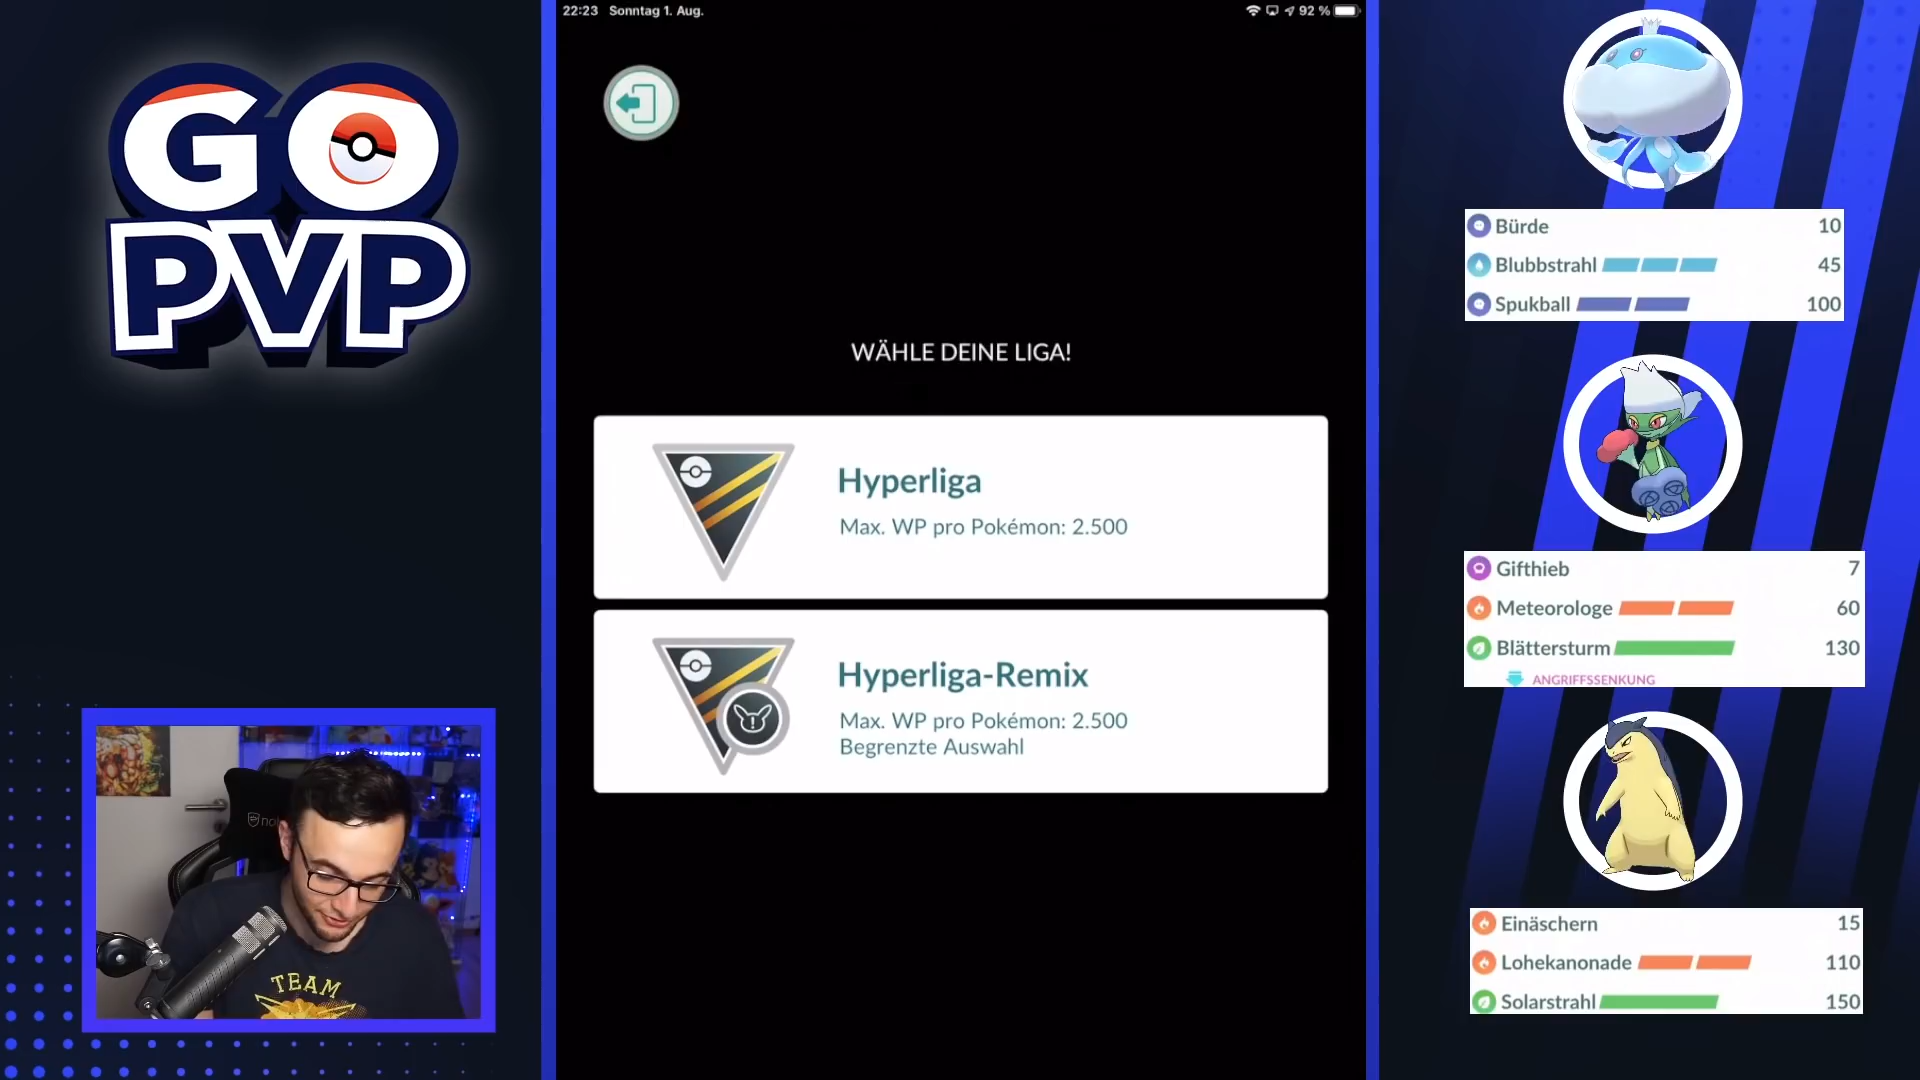 22:23 Sonntag 1. Aug.
92 %
GO
PVP
WÄHLE DEINE LIGA!
Hyperliga
Max. WP pro Pokémon: 2.500
Hyperliga-Remix
Max. WP pro Pokémon: 2.500
Begrenzte Auswahl
Bürde 10
Blubbstrahl 45
Spukball 100
Gifthieb 7
Meteorologe 60
Blättersturm 130
ANGRIFFSSENKUNG
Einäschern 15
Lohekanonade 110
Solarstrahl 150
TEAM